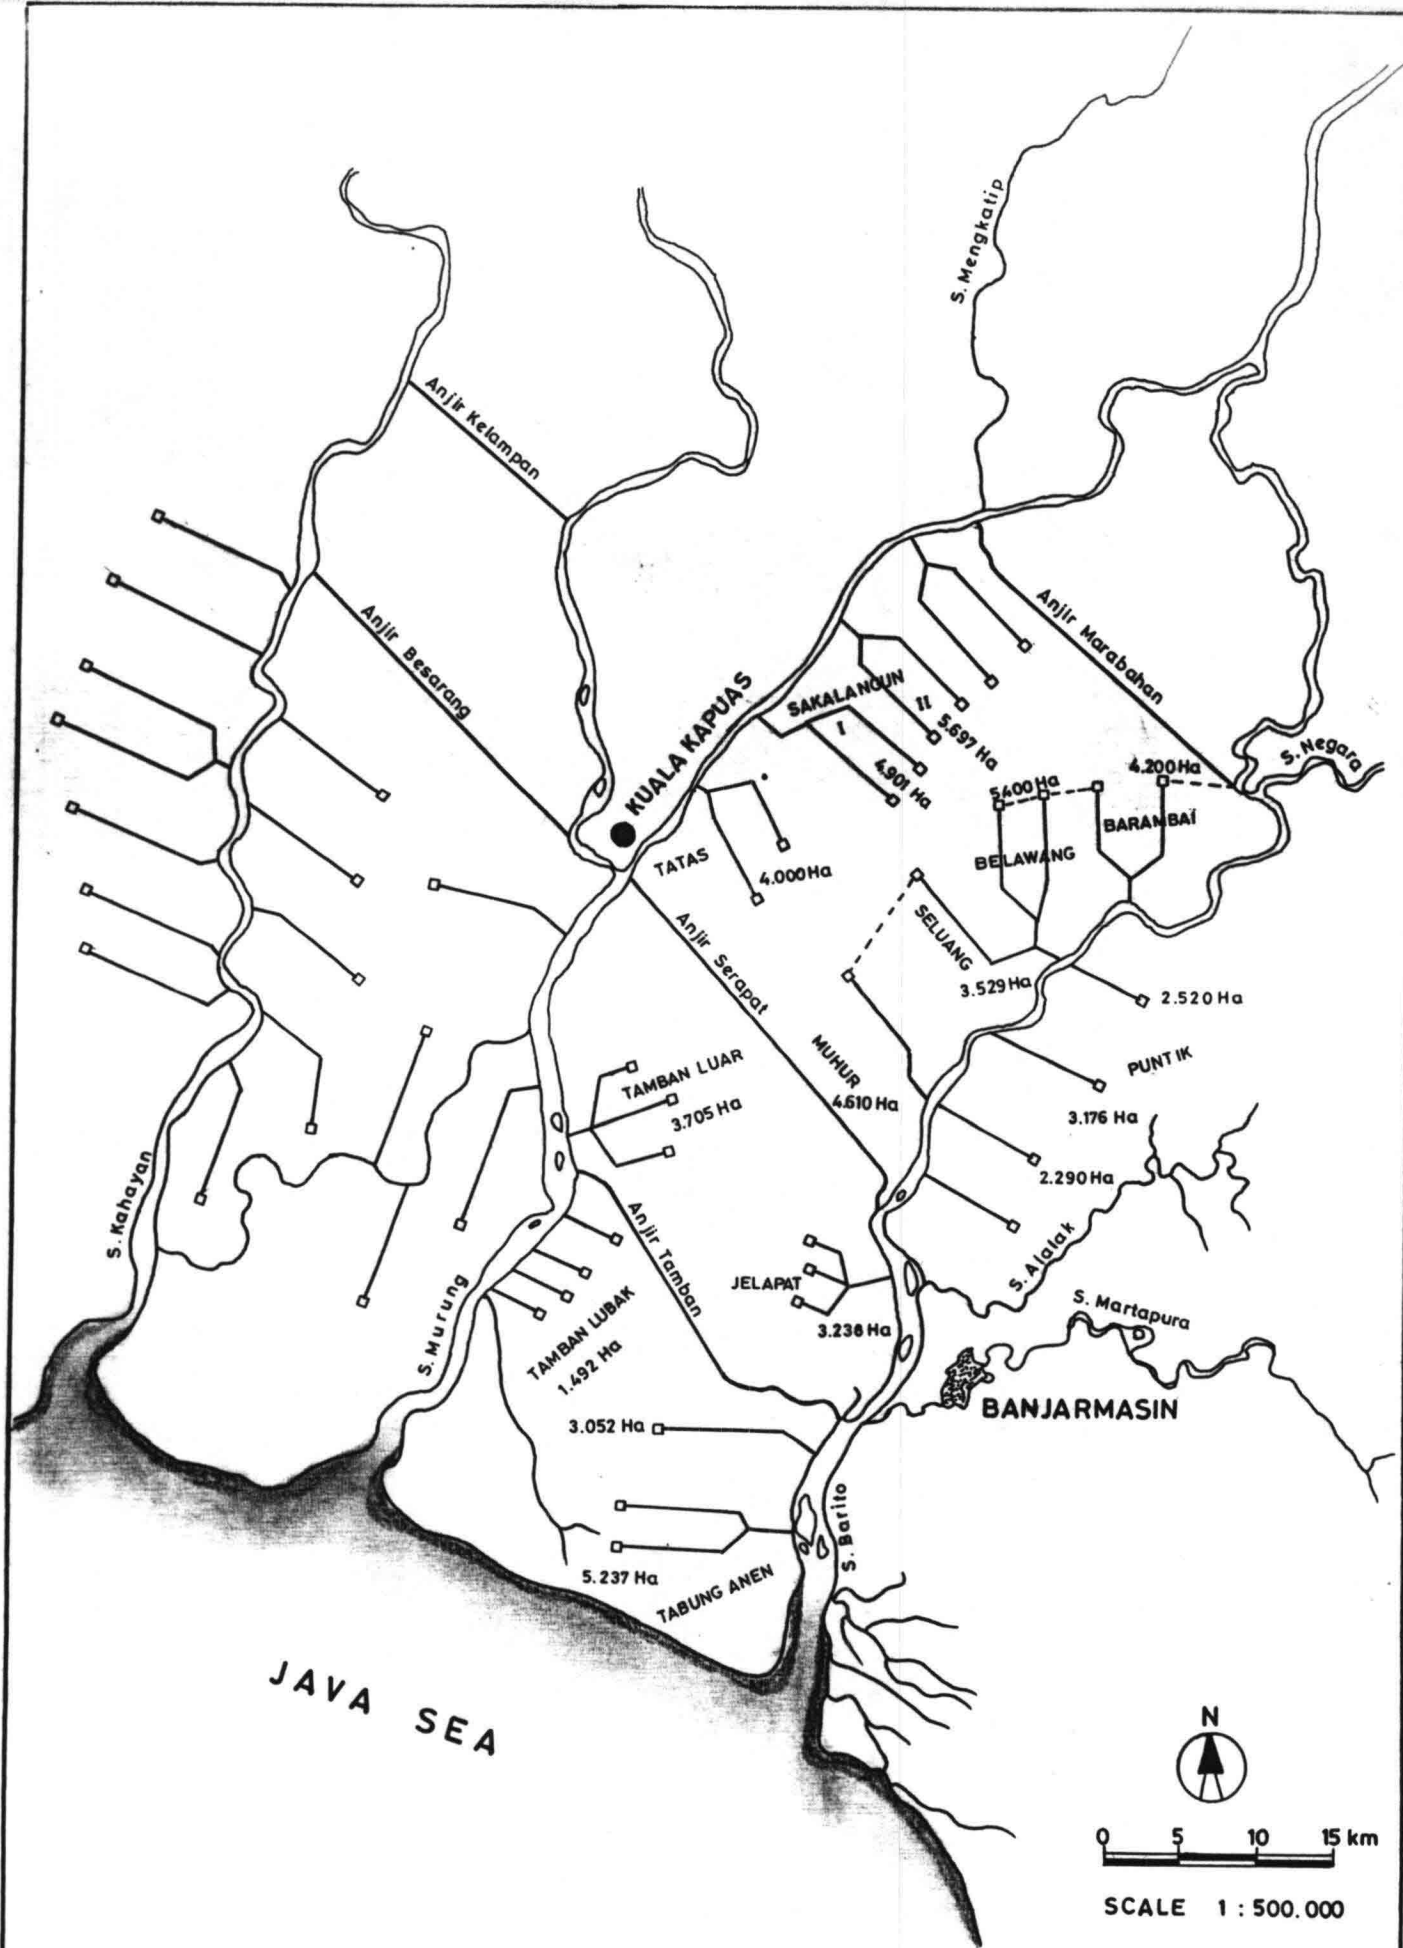 S. Mengkatip
Anjir Kelampan
Anjir Besarang
Anjir Marabahan
KUALA KAPUAS
SAKALANGUN
I
II
5.697 Ha
4.901 Ha
S. Negara
4.200 Ha
5400 Ha
BARAMBAI
BELAWANG
TATAS
4.000 Ha
SELUANG
3.529 Ha
2.520 Ha
Anjir Serapat
PUNTIK
3.176 Ha
MUHUR
4.610 Ha
TAMBAN LUAR
3.705 Ha
2.290 Ha
S. Kahayan
Anjir Tamban
S. Alalak
JELAPAT
3.236 Ha
S. Martapura
S. Murung
TAMBAN LUBAK
1.492 Ha
BANJARMASIN
3.052 Ha
S. Barito
5.237 Ha
TABUNG ANEN
JAVA SEA
N
0 5 10 15 km
SCALE 1 : 500.000